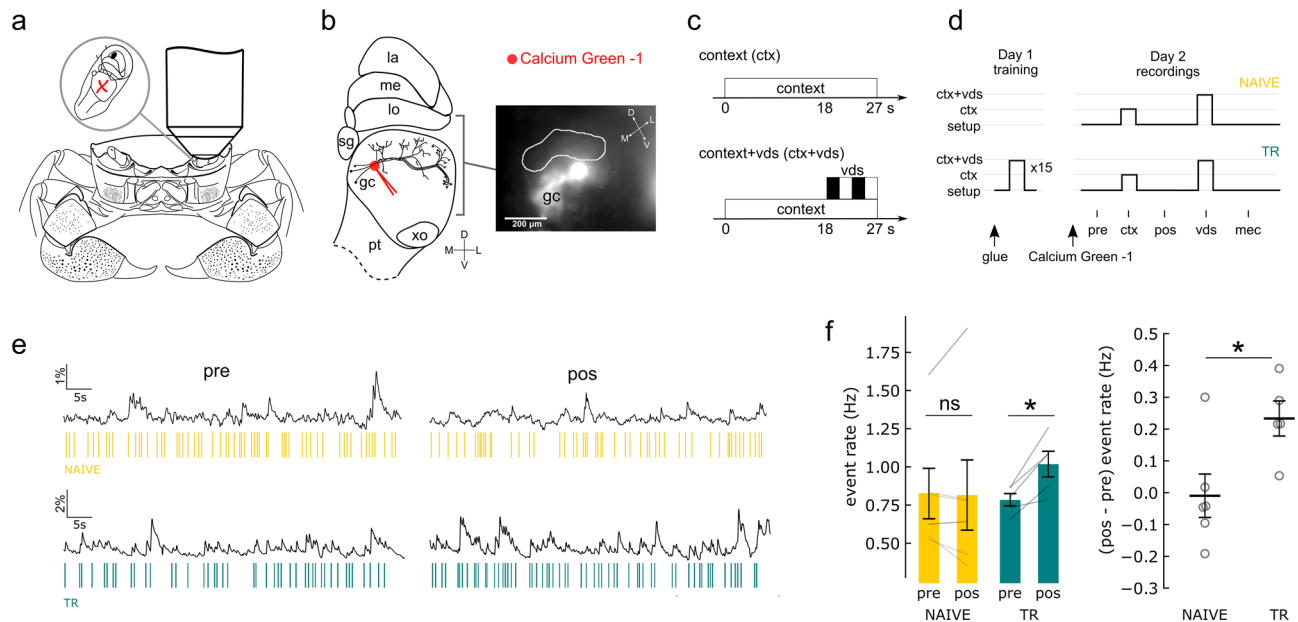 a
b
la
me
lo
sg
gc
pt
xo
D
M
L
V
Calcium Green -1
D
L
M
V
gc
200 µm
c
context (ctx)
context
0
18
27 s
context+vds (ctx+vds)
vds
context
0
18
27 s
d
Day 1
training
Day 2
recordings
NAIVE
ctx+vds
ctx
setup
TR
ctx+vds
ctx
setup
x15
pre
ctx
pos
vds
mec
glue
Calcium Green -1
e
pre
pos
1%
5s
NAIVE
2%
5s
TR
f
event rate (Hz)
1.75
1.50
1.25
1.00
0.75
0.50
ns
*
pre
pos
pre
pos
NAIVE
TR
(pos - pre) event rate (Hz)
0.5
0.4
0.3
0.2
0.1
0.0
−0.1
−0.2
−0.3
*
NAIVE
TR